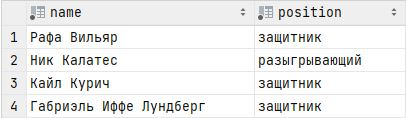 name position
1 Рафа Вильяр защитник
2 Ник Калатес разыгрывающий
3 Кайл Курич защитник
4 Габриэль Иффе Лундберг защитник